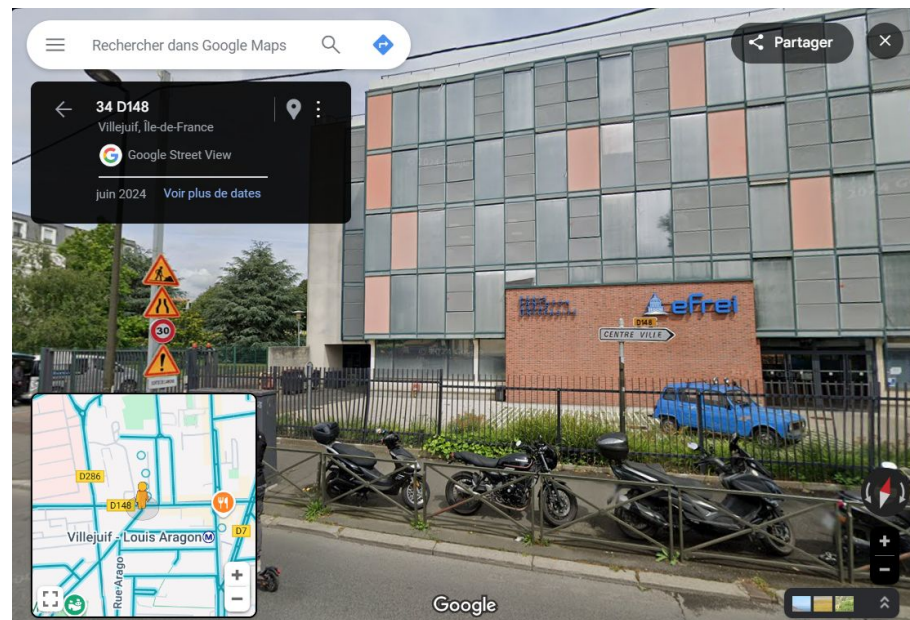 Rechercher dans Google Maps
Partager
34 D148
Villejuif, Île-de-France
Google Street View
juin 2024
Voir plus de dates
efrei
D148
CENTRE VILLE
30
D286
D148
D7
Villejuif - Louis Aragon M
Rue Arago
Google